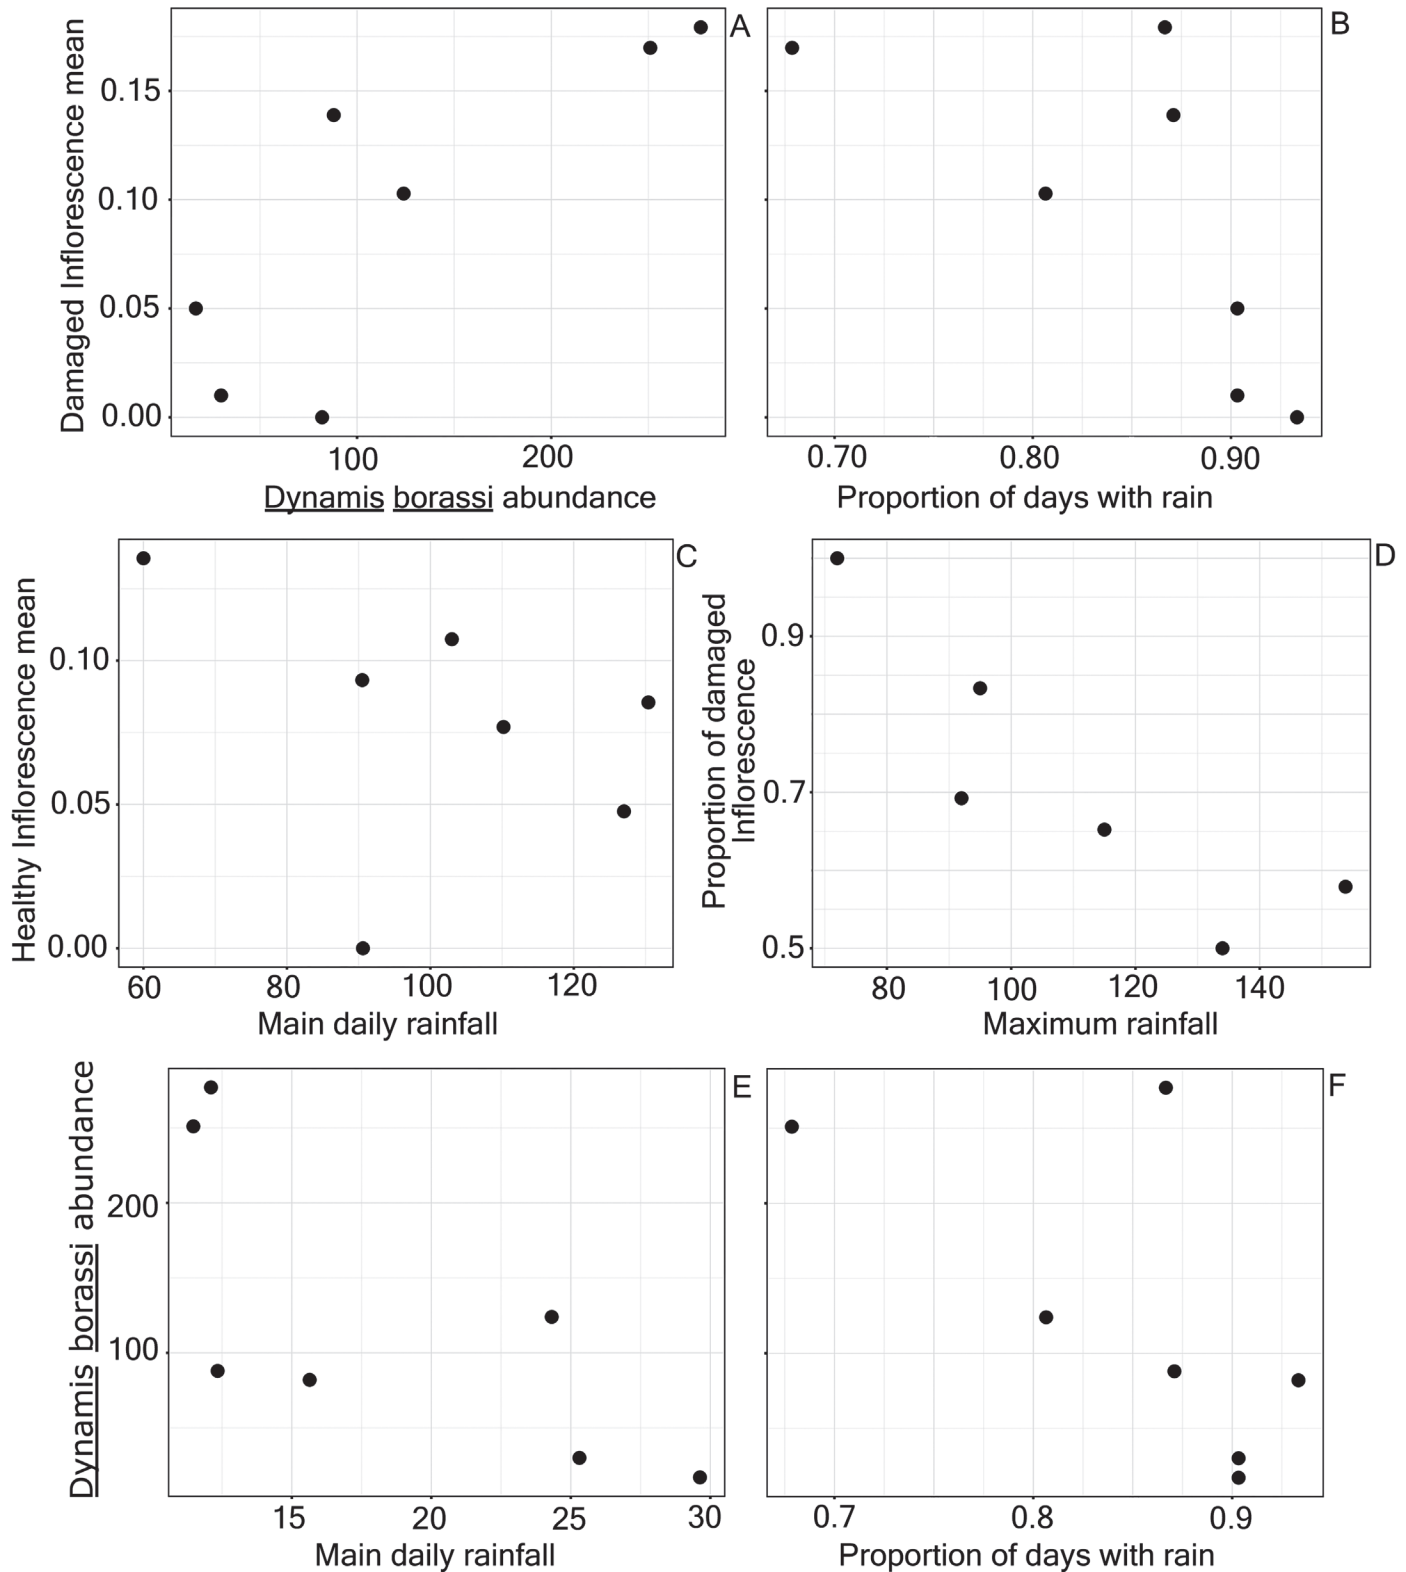 A
B
Damaged Inflorescence mean
0.15
0.10
0.05
0.00
100 200
0.70 0.80 0.90
Dynamis borassi abundance
Proportion of days with rain
C
D
Healthy Inflorescence mean
0.10
0.05
0.00
Proportion of damaged
Inflorescence
0.9
0.7
0.5
60 80 100 120
80 100 120 140
Main daily rainfall
Maximum rainfall
E
F
Dynamis borassi abundance
200
100
15 20 25 30
0.7 0.8 0.9
Main daily rainfall
Proportion of days with rain